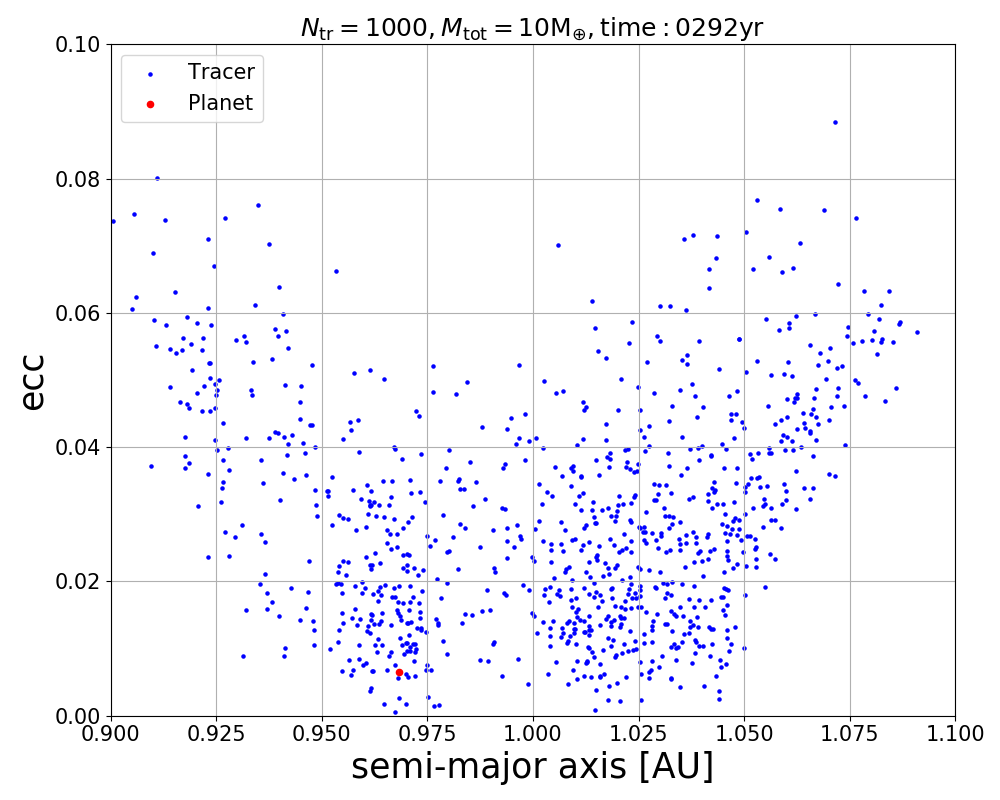 N_tr = 1000, M_tot = 10M_⊕, time : 0292yr
Tracer
Planet
ecc
0.10
0.08
0.06
0.04
0.02
0.00
0.900 0.925 0.950 0.975 1.000 1.025 1.050 1.075 1.100
semi-major axis [AU]